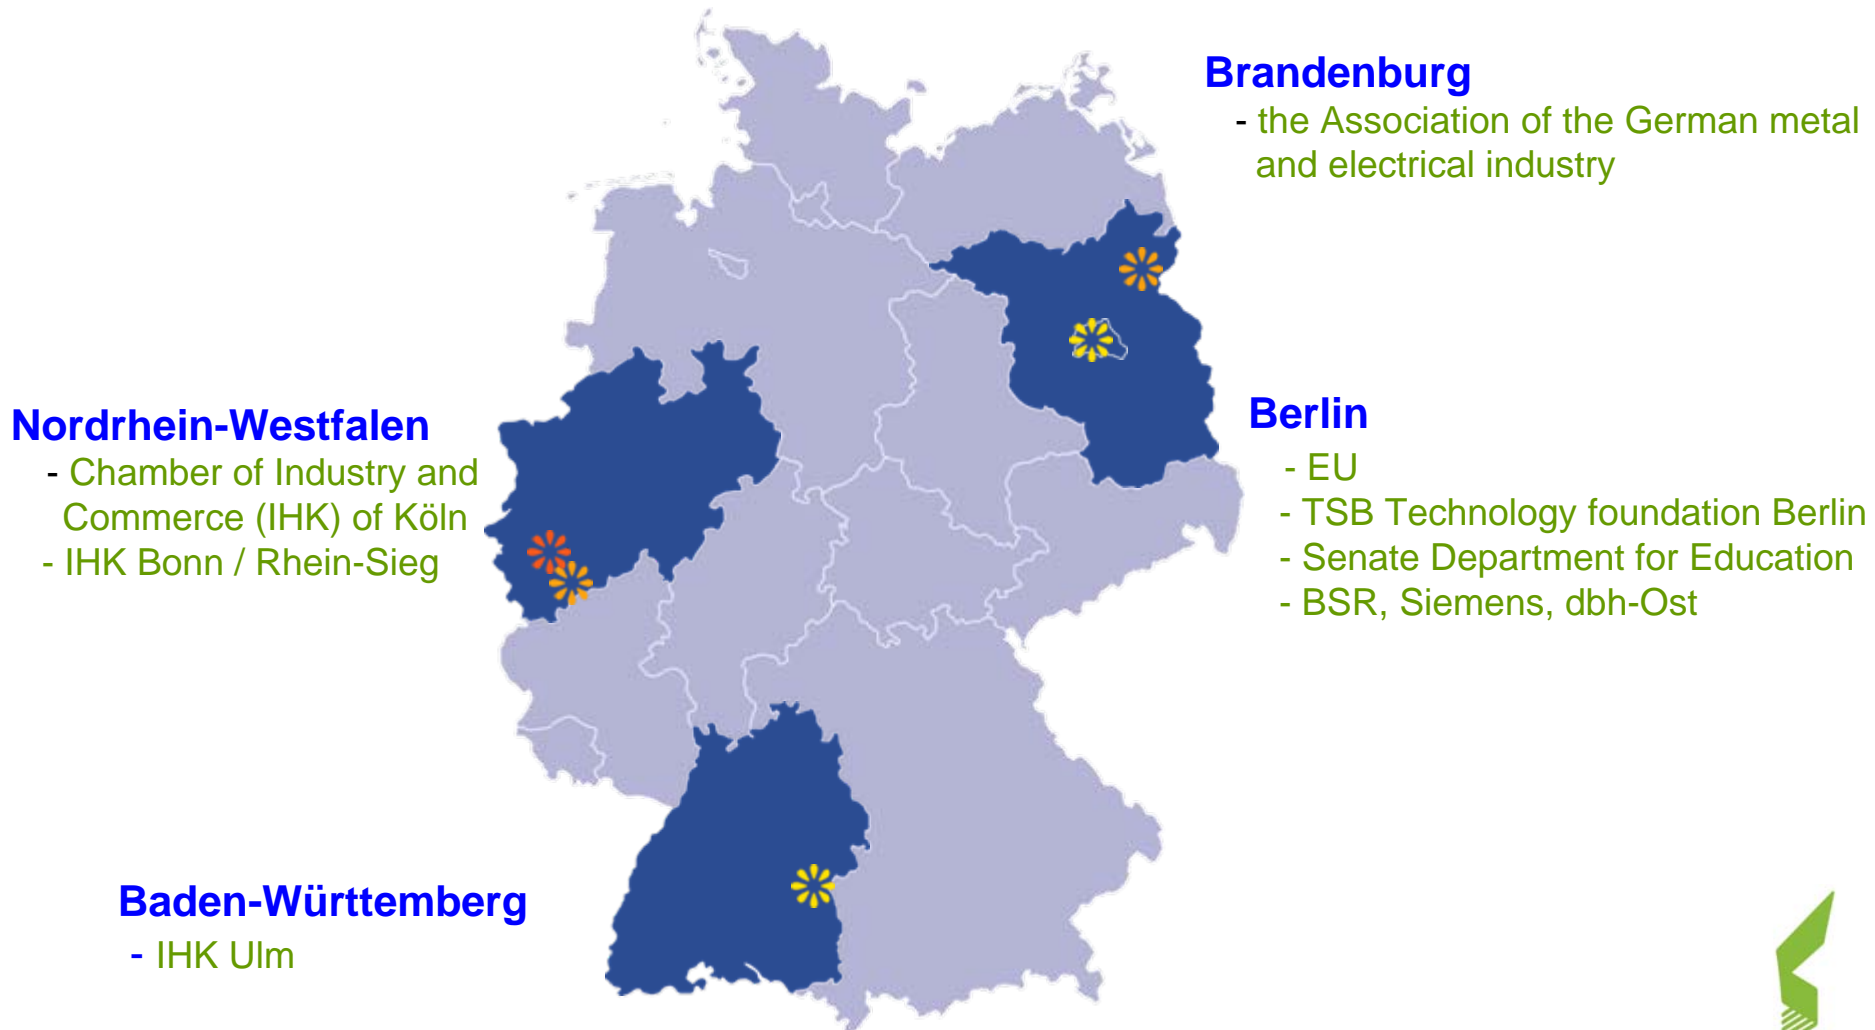 Brandenburg
- the Association of the German metal
and electrical industry
Nordrhein-Westfalen
- Chamber of Industry and
Commerce (IHK) of Köln
- IHK Bonn / Rhein-Sieg
Berlin
- EU
- TSB Technology foundation Berlin
- Senate Department for Education
- BSR, Siemens, dbh-Ost
Baden-Württemberg
- IHK Ulm